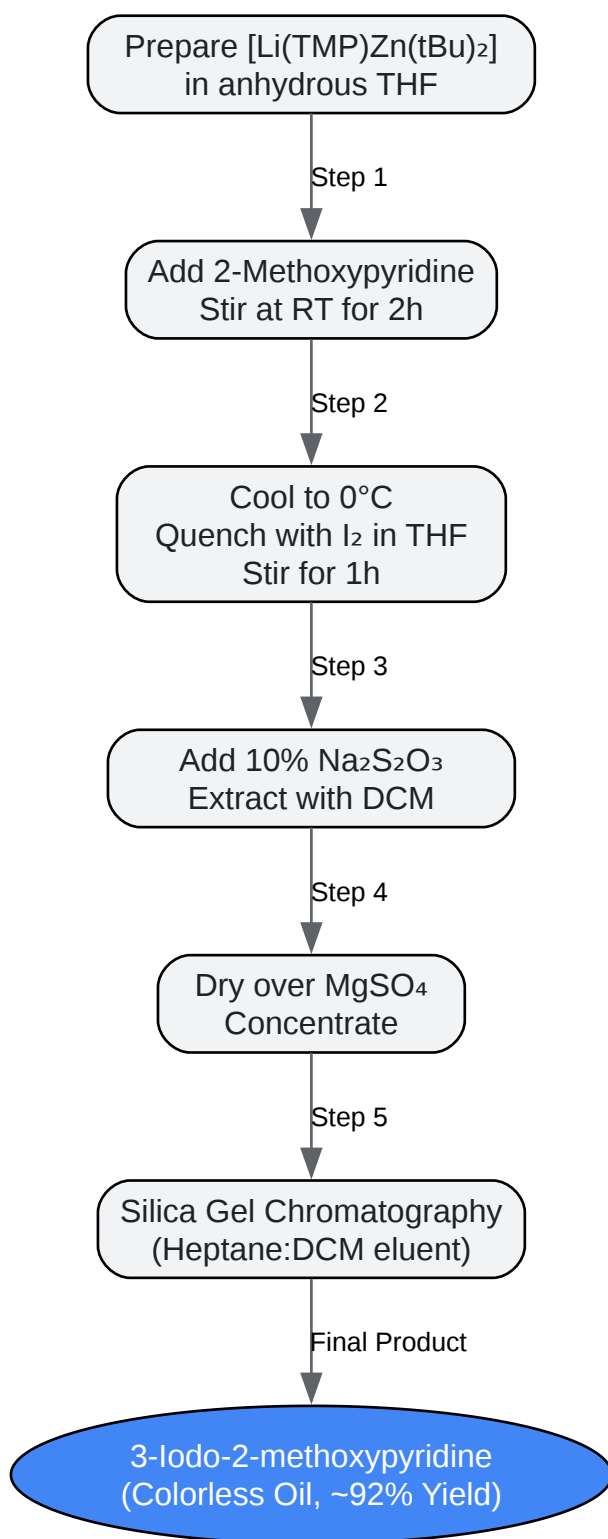 Prepare [Li(TMP)Zn(tBu)₂]
in anhydrous THF
Step 1
Add 2-Methoxypyridine
Stir at RT for 2h
Step 2
Cool to 0°C
Quench with I₂ in THF
Stir for 1h
Step 3
Add 10% Na₂S₂O₃
Extract with DCM
Step 4
Dry over MgSO₄
Concentrate
Step 5
Silica Gel Chromatography
(Heptane:DCM eluent)
Final Product
3-Iodo-2-methoxypyridine
(Colorless Oil, ~92% Yield)